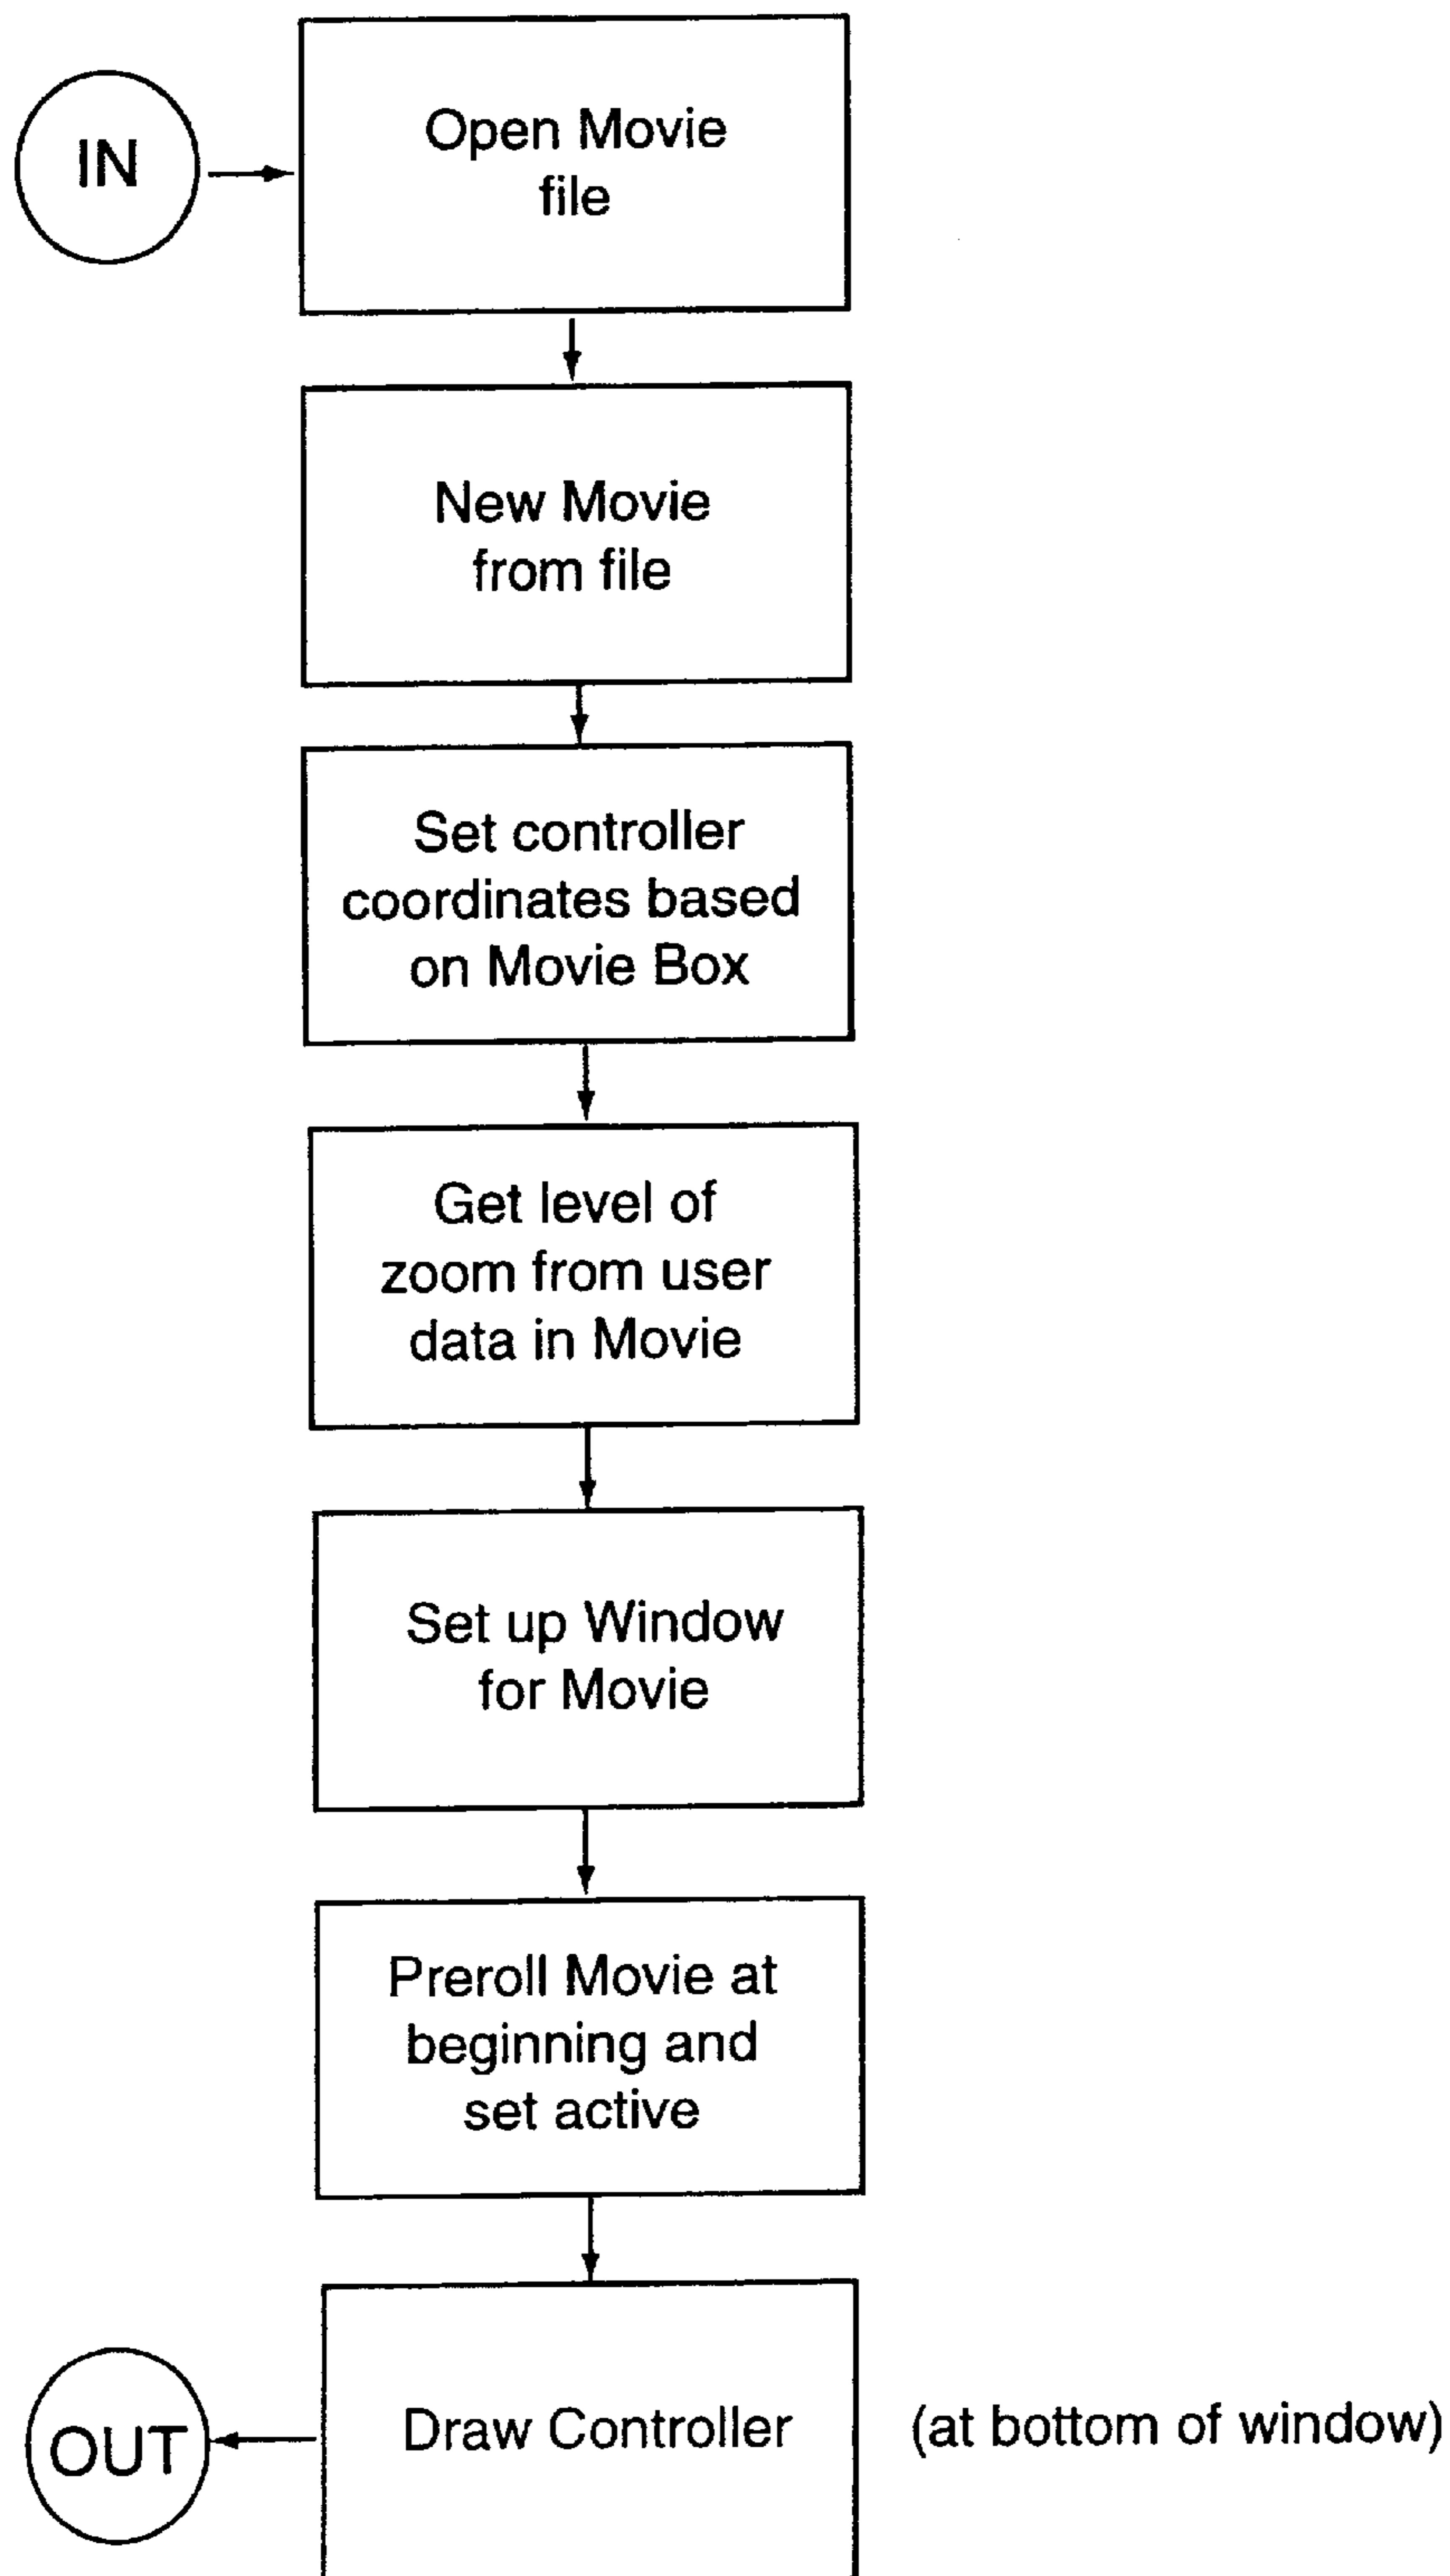 IN
Open Movie
file
New Movie
from file
Set controller
coordinates based
on Movie Box
Get level of
zoom from user
data in Movie
Set up Window
for Movie
Preroll Movie at
beginning and
set active
OUT
Draw Controller
(at bottom of window)